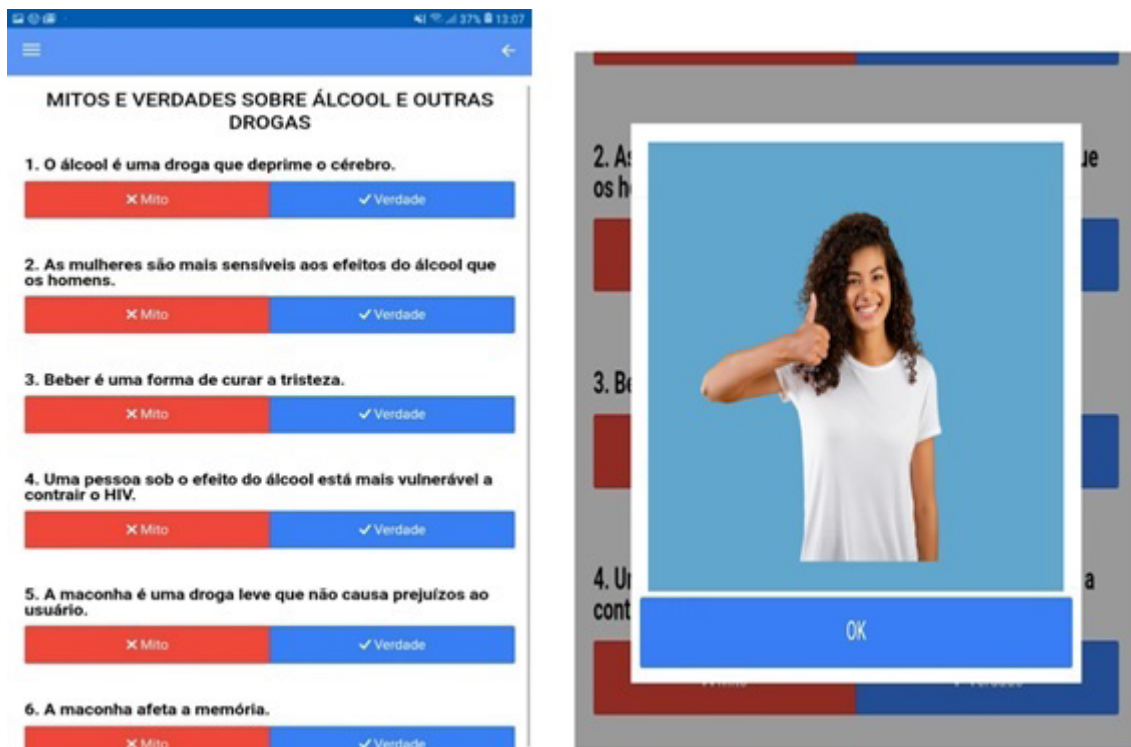 37% 13:07
MITOS E VERDADES SOBRE ÁLCOOL E OUTRAS
DROGAS
1. O álcool é uma droga que deprime o cérebro.
Mito Verdade
2. As mulheres são mais sensíveis aos efeitos do álcool que
os homens.
Mito Verdade
3. Beber é uma forma de curar a tristeza.
Mito Verdade
4. Uma pessoa sob o efeito do álcool está mais vulnerável a
contrair o HIV.
Mito Verdade
5. A maconha é uma droga leve que não causa prejuízos ao
usuário.
Mito Verdade
6. A maconha afeta a memória.
Mito Verdade
2. As
os h
3. Be
4. U
a
cont
OK